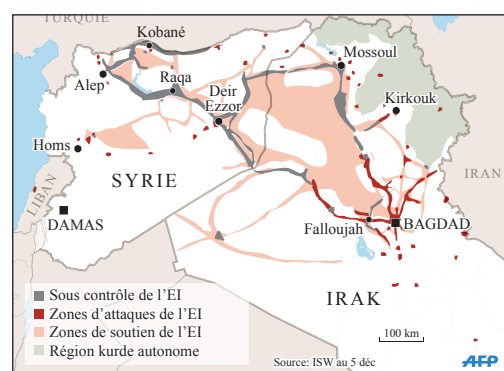 TURQUIE
Kobané
Mossoul
Alep
Raqa
Deir
Ezzor
Kirkouk
Homs
SYRIE
IRAN
LIBAN
DAMAS
Falloujah
BAGDAD
IRAK
Sous contrôle de l'EI
Zones d'attaques de l'EI
Zones de soutien de l'EI
Région kurde autonome
100 km
Source: ISW au 5 déc
AFP